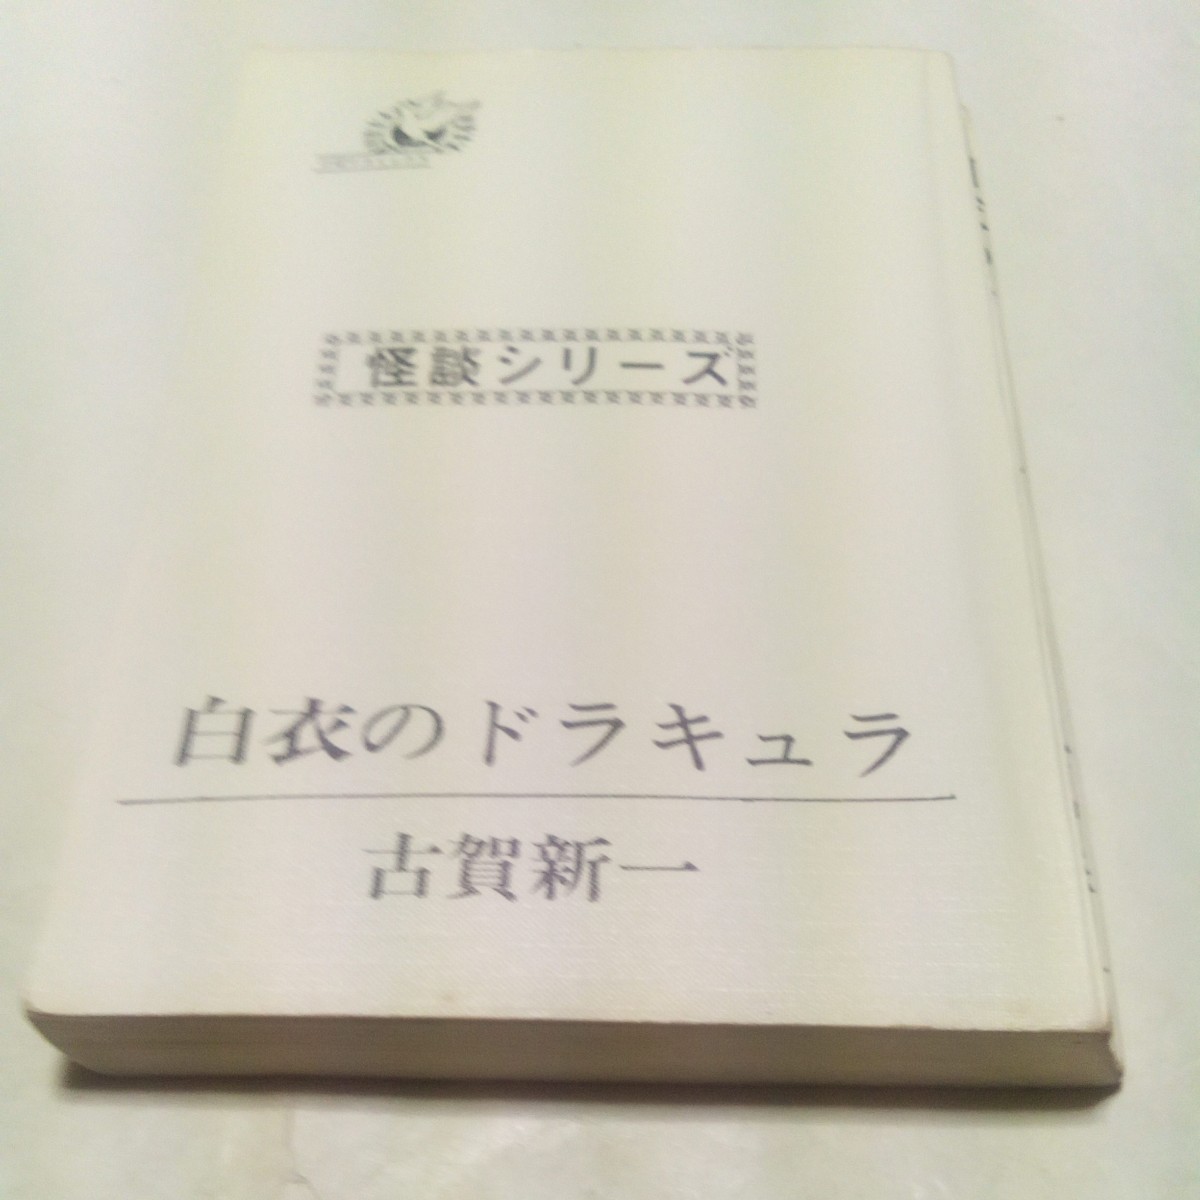 怪談シリーズ
白衣のドラキュラ
古賀新一